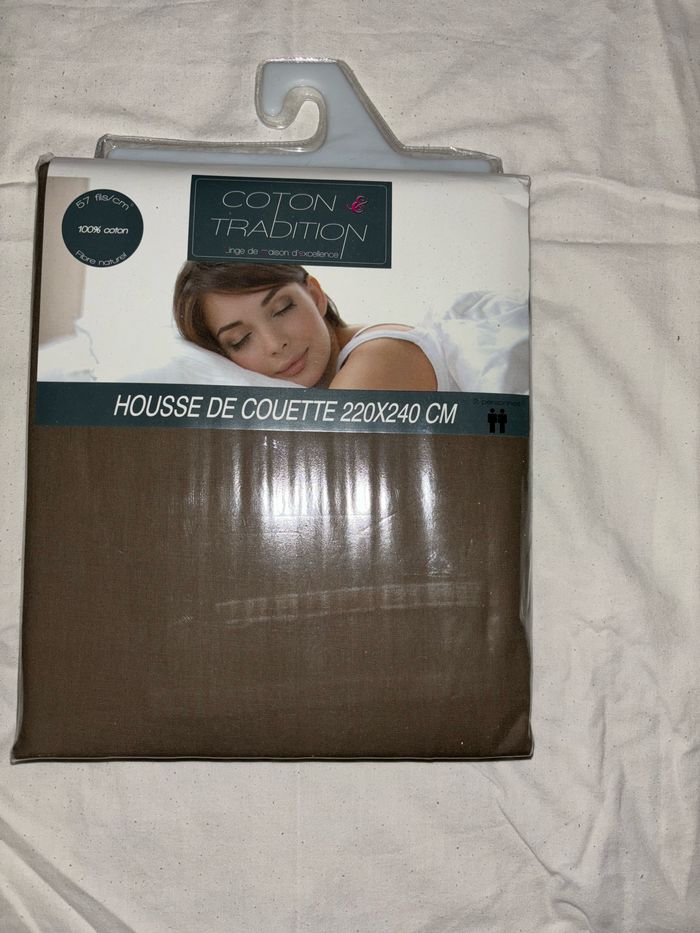 57 fils/cm²
100% coton
Fibre naturel
COTON &
TRADITION
Linge de maison d'excellence
HOUSSE DE COUETTE 220X240 CM
2 personnes